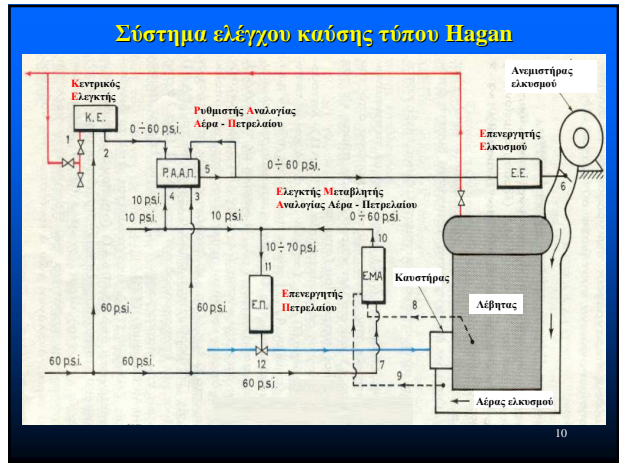 Σύστημα ελέγχου καύσης τύπου Hagan
Ανεμιστήρας
ελκυσμού
Κεντρικός
Ελεγκτής
Κ.Ε.
Ρυθμιστής Αναλογίας
Αέρα - Πετρελαίου
1
2
0÷60 p.s.i.
5
0÷60 p.s.i.
Επενεργητής
Ελκυσμού
Ρ.Α.Α.Π.
Ε.Ε.
6
10 p.s.i.
4
3
Ελεγκτής Μεταβλητής
Αναλογίας Αέρα - Πετρελαίου
10 p.s.i.
10 p.s.i.
0÷60 p.s.i.
10÷70 p.s.i.
10
11
ΕΜΑ
Καυστήρας
Επενεργητής
Πετρελαίου
Ε.Π.
Λέβητας
60 p.s.i.
60 p.s.i.
8
12
60 p.s.i.
60 p.s.i.
60 p.s.i.
7
9
Αέρας ελκυσμού
10